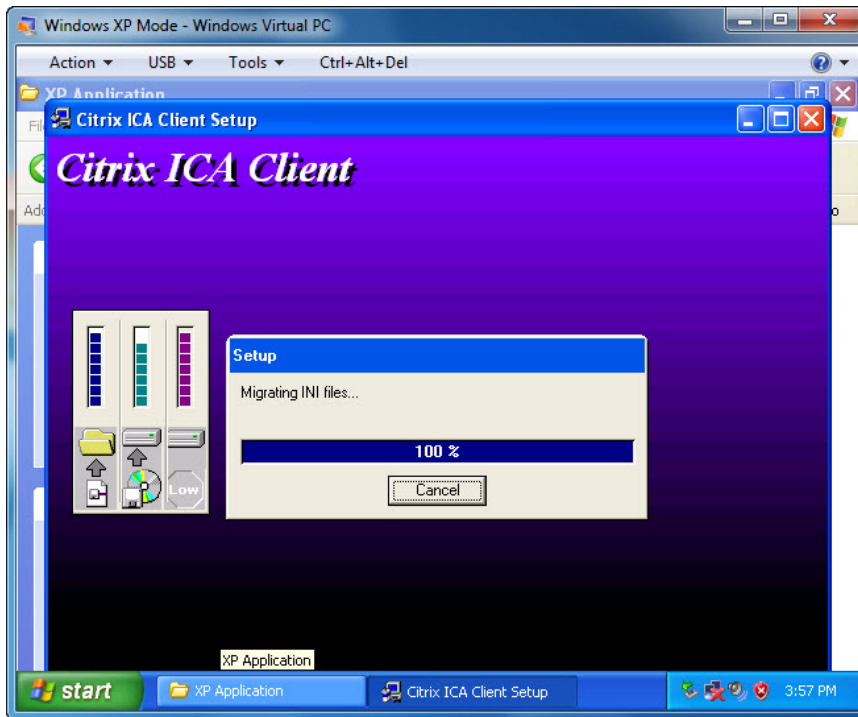 Windows XP Mode - Windows Virtual PC
Action USB Tools Ctrl+Alt+Del
XP Application
Citrix ICA Client Setup
Citrix ICA Client
Setup
Migrating INI files...
100 %
Cancel
Low
XP Application
start XP Application Citrix ICA Client Setup 3:57 PM